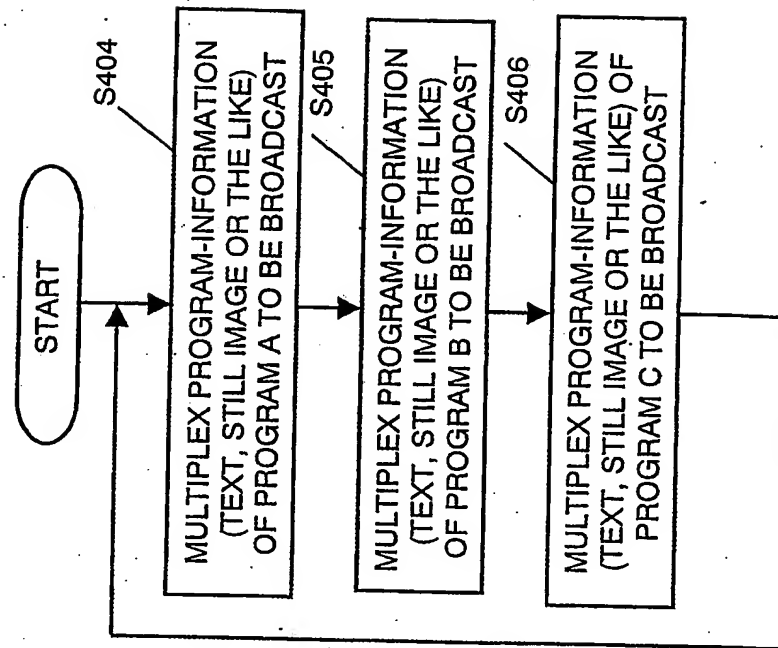 START
S404
MULTIPLEX PROGRAM-INFORMATION
(TEXT, STILL IMAGE OR THE LIKE)
OF PROGRAM A TO BE BROADCAST
S405
MULTIPLEX PROGRAM-INFORMATION
(TEXT, STILL IMAGE OR THE LIKE)
OF PROGRAM B TO BE BROADCAST
S406
MULTIPLEX PROGRAM-INFORMATION
(TEXT, STILL IMAGE OR THE LIKE) OF
PROGRAM C TO BE BROADCAST